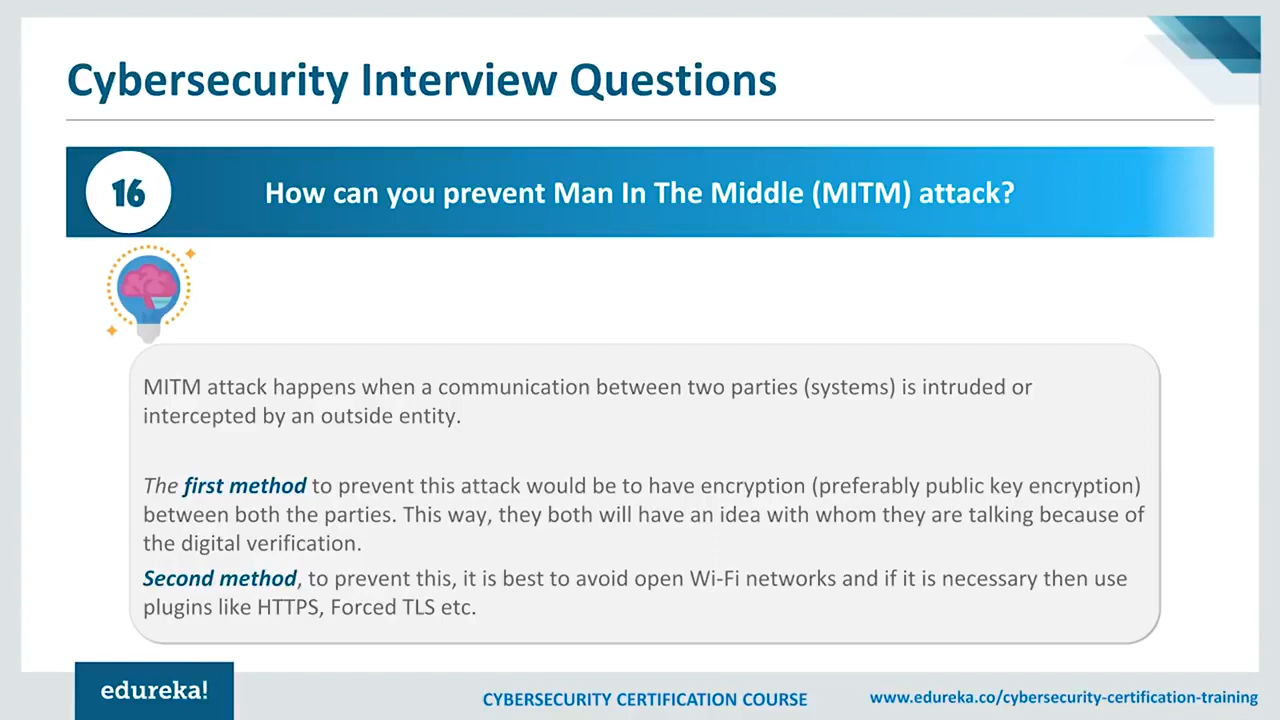 Cybersecurity Interview Questions
16
How can you prevent Man In The Middle (MITM) attack?
MITM attack happens when a communication between two parties (systems) is intruded or
intercepted by an outside entity.
The first method to prevent this attack would be to have encryption (preferably public key encryption)
between both the parties. This way, they both will have an idea with whom they are talking because of
the digital verification.
Second method, to prevent this, it is best to avoid open Wi-Fi networks and if it is necessary then use
plugins like HTTPS, Forced TLS etc.
edureka!
CYBERSECURITY CERTIFICATION COURSE
www.edureka.co/cybersecurity-certification-training